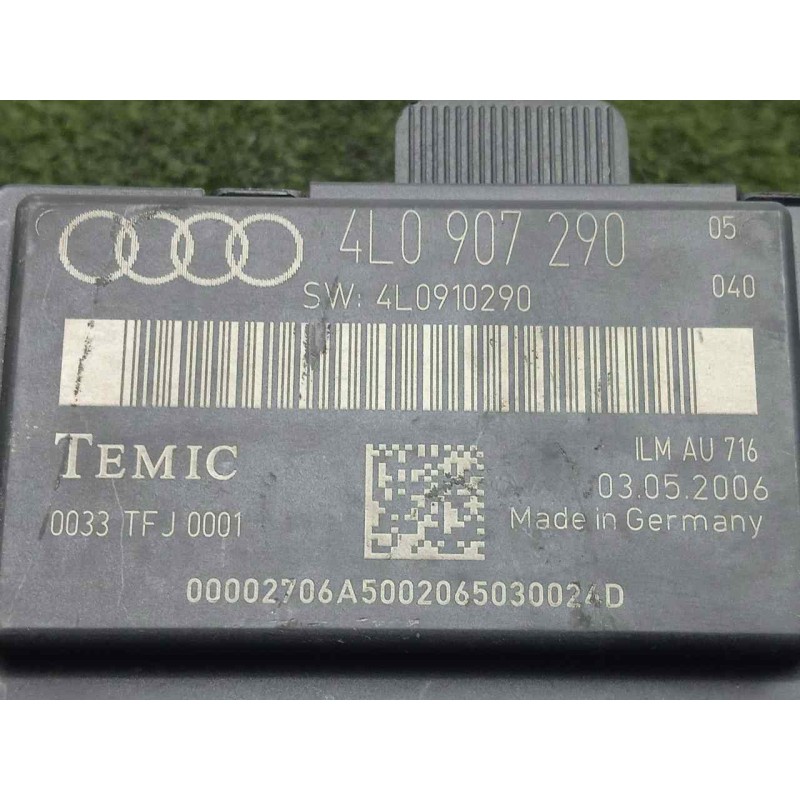 4L0 907 290 05
SW: 4L0910290 040
TEMIC
ILM AU 716
03.05.2006
0033 TFJ 0001
Made in Germany
00002706A5002065030024D